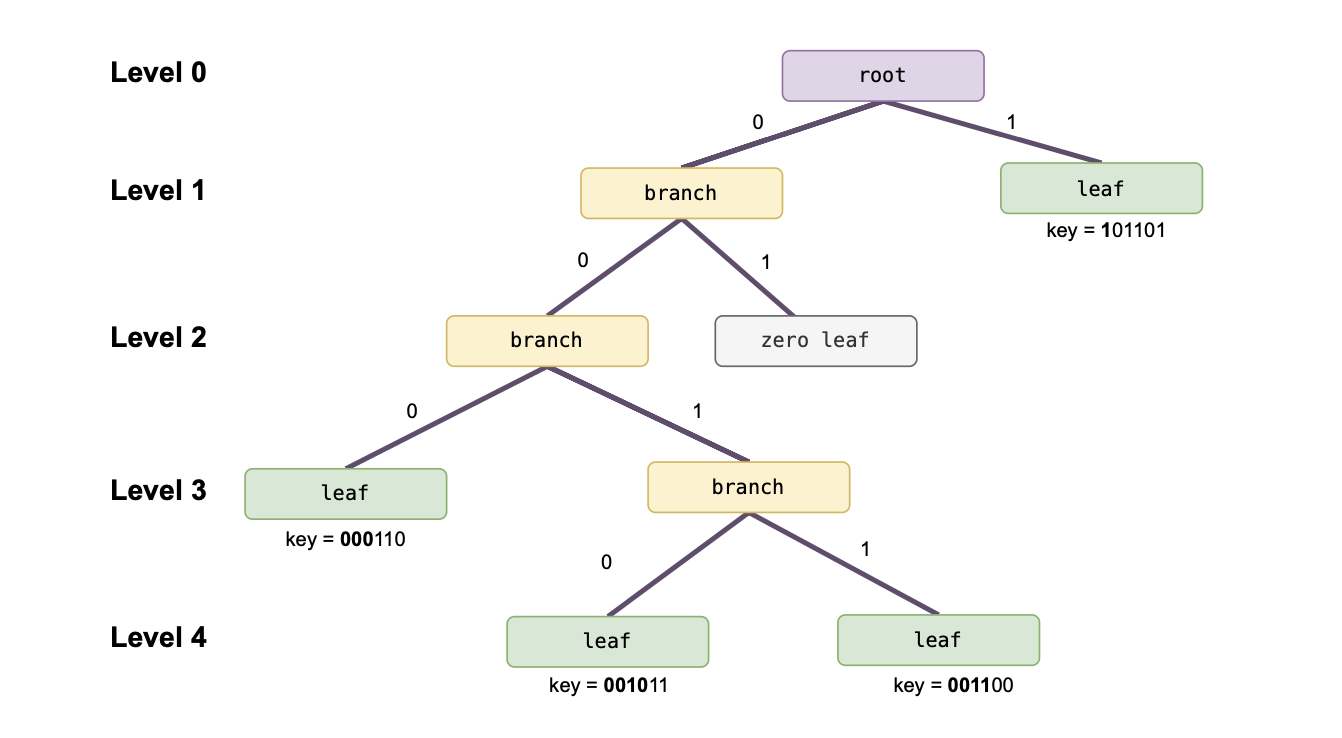 Level 0
root
0
1
Level 1
branch
leaf
key = 101101
0
1
Level 2
branch
zero leaf
0
1
Level 3
leaf
branch
key = 000110
0
1
Level 4
leaf
leaf
key = 001011
key = 001100